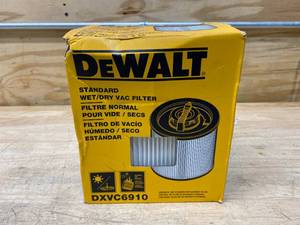 DEWALT
STANDARD
WET/DRY VAC FILTER
FILTRE NORMAL
POUR VIDE / SECS
FILTRO DE VACÍO
HÚMEDO / SECO
ESTÁNDAR
DXVC6910